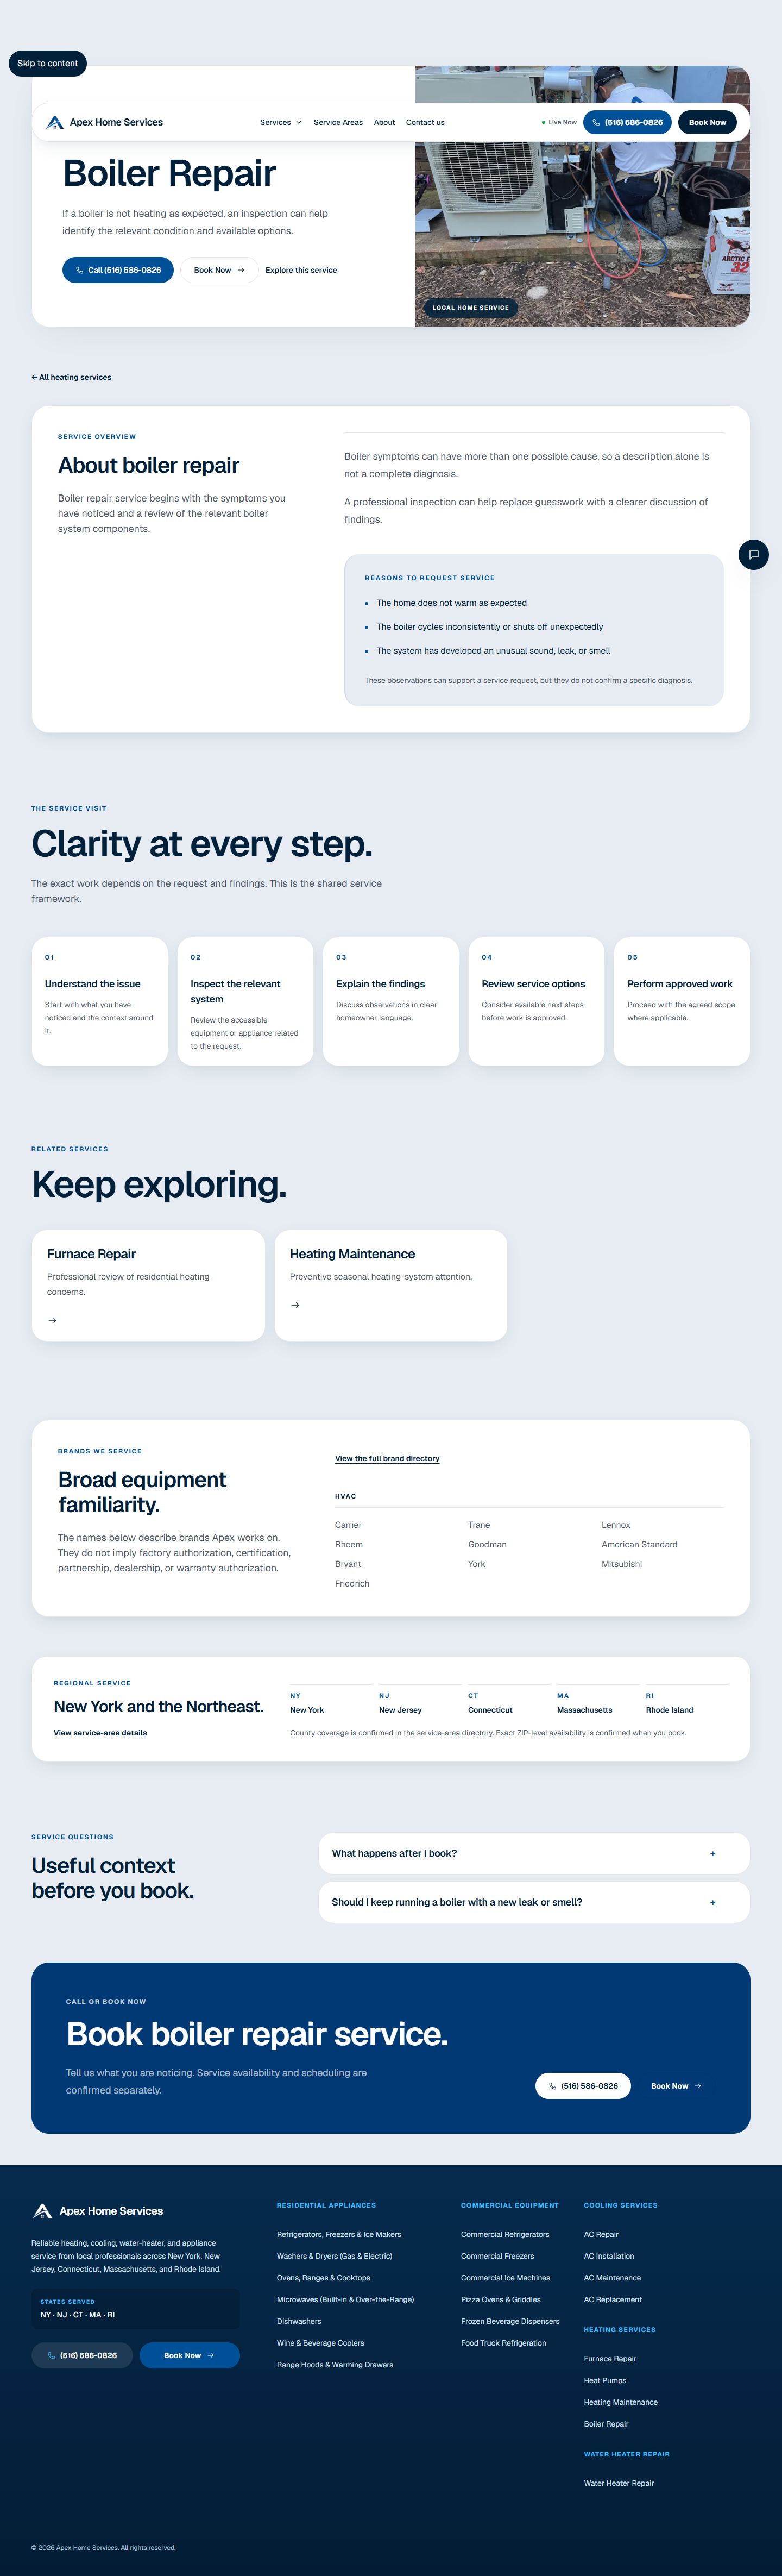 Skip to content
Apex Home Services
Services
Service Areas
About
Contact us
Live Now
(516) 586-0826
Book Now
Boiler Repair
If a boiler is not heating as expected, an inspection can help
identify the relevant condition and available options.
Call (516) 586-0826
Book Now →
Explore this service
ARCTIC F
32
LOCAL HOME SERVICE
← All heating services
SERVICE OVERVIEW
About boiler repair
Boiler repair service begins with the symptoms you
have noticed and a review of the relevant boiler
system components.
Boiler symptoms can have more than one possible cause, so a description alone is
not a complete diagnosis.
A professional inspection can help replace guesswork with a clearer discussion of
findings.
REASONS TO REQUEST SERVICE
The home does not warm as expected
The boiler cycles inconsistently or shuts off unexpectedly
The system has developed an unusual sound, leak, or smell
These observations can support a service request, but they do not confirm a specific diagnosis.
THE SERVICE VISIT
Clarity at every step.
The exact work depends on the request and findings. This is the shared service
framework.
01
Understand the issue
Start with what you have
noticed and the context around
it.
02
Inspect the relevant
system
Review the accessible
equipment or appliance related
to the request.
03
Explain the findings
Discuss observations in clear
homeowner language.
04
Review service options
Consider available next steps
before work is approved.
05
Perform approved work
Proceed with the agreed scope
where applicable.
RELATED SERVICES
Keep exploring.
Furnace Repair
Professional review of residential heating
concerns.
→
Heating Maintenance
Preventive seasonal heating-system attention.
→
BRANDS WE SERVICE
Broad equipment
familiarity.
The names below describe brands Apex works on.
They do not imply factory authorization, certification,
partnership, dealership, or warranty authorization.
View the full brand directory
HVAC
Carrier
Trane
Lennox
Rheem
Goodman
American Standard
Bryant
York
Mitsubishi
Friedrich
REGIONAL SERVICE
New York and the Northeast.
View service-area details
NY
New York
NJ
New Jersey
CT
Connecticut
MA
Massachusetts
RI
Rhode Island
County coverage is confirmed in the service-area directory. Exact ZIP-level availability is confirmed when you book.
SERVICE QUESTIONS
Useful context
before you book.
What happens after I book? +
Should I keep running a boiler with a new leak or smell? +
CALL OR BOOK NOW
Book boiler repair service.
Tell us what you are noticing. Service availability and scheduling are
confirmed separately.
(516) 586-0826
Book Now →
Apex Home Services
Reliable heating, cooling, water-heater, and appliance
service from local professionals across New York, New
Jersey, Connecticut, Massachusetts, and Rhode Island.
STATES SERVED
NY · NJ · CT · MA · RI
(516) 586-0826
Book Now →
RESIDENTIAL APPLIANCES
Refrigerators, Freezers & Ice Makers
Washers & Dryers (Gas & Electric)
Ovens, Ranges & Cooktops
Microwaves (Built-in & Over-the-Range)
Dishwashers
Wine & Beverage Coolers
Range Hoods & Warming Drawers
COMMERCIAL EQUIPMENT
Commercial Refrigerators
Commercial Freezers
Commercial Ice Machines
Pizza Ovens & Griddles
Frozen Beverage Dispensers
Food Truck Refrigeration
COOLING SERVICES
AC Repair
AC Installation
AC Maintenance
AC Replacement
HEATING SERVICES
Furnace Repair
Heat Pumps
Heating Maintenance
Boiler Repair
WATER HEATER REPAIR
Water Heater Repair
© 2026 Apex Home Services. All rights reserved.